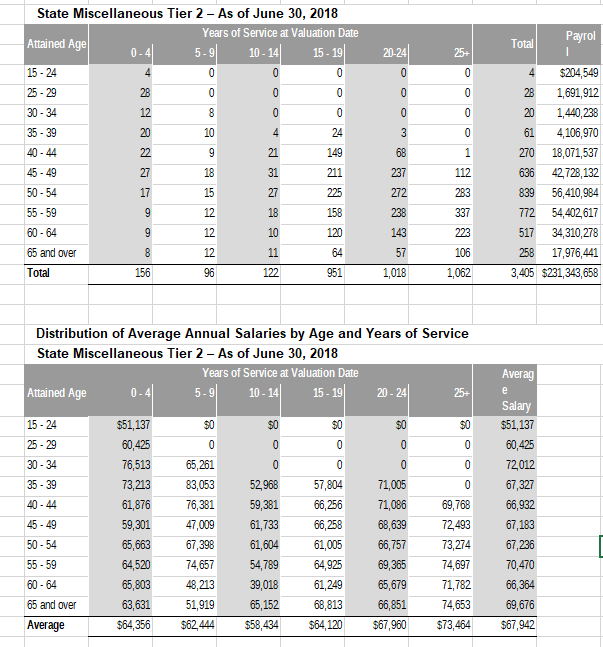 State Miscellaneous Tier 2 – As of June 30, 2018
Attained Age Years of Service at Valuation Date Total Payrol
l
0 - 4 5 - 9 10 - 14 15 - 19 20-24 25+
15 - 24 4 0 0 0 0 0 4 $204,549
25 - 29 28 0 0 0 0 0 28 1,691,912
30 - 34 12 8 0 0 0 0 20 1,440,238
35 - 39 20 10 4 24 3 0 61 4,106,970
40 - 44 22 9 21 149 68 1 270 18,071,537
45 - 49 27 18 31 211 237 112 636 42,728,132
50 - 54 17 15 27 225 272 283 839 56,410,984
55 - 59 9 12 18 158 238 337 772 54,402,617
60 - 64 9 12 10 120 143 223 517 34,310,278
65 and over 8 12 11 64 57 106 258 17,976,441
Total 156 96 122 951 1,018 1,062 3,405 $231,343,658
Distribution of Average Annual Salaries by Age and Years of Service
State Miscellaneous Tier 2 – As of June 30, 2018
Years of Service at Valuation Date Averag
Attained Age 0 - 4 5 - 9 10 - 14 15 - 19 20 - 24 25+ e
Salary
15 - 24 $51,137 $0 $0 $0 $0 $0 $51,137
25 - 29 60,425 0 0 0 0 0 60,425
30 - 34 76,513 65,261 0 0 0 0 72,012
35 - 39 73,213 83,053 52,968 57,804 71,005 0 67,327
40 - 44 61,876 76,381 59,381 66,256 71,086 69,768 66,932
45 - 49 59,301 47,009 61,733 66,258 68,639 72,493 67,183
50 - 54 65,663 67,398 61,604 61,005 66,757 73,274 67,236
55 - 59 64,520 74,657 54,789 64,925 69,365 74,697 70,470
60 - 64 65,803 48,213 39,018 61,249 65,679 71,782 66,364
65 and over 63,631 51,919 65,152 68,813 66,851 74,653 69,676
Average $64,356 $62,444 $58,434 $64,120 $67,960 $73,464 $67,942